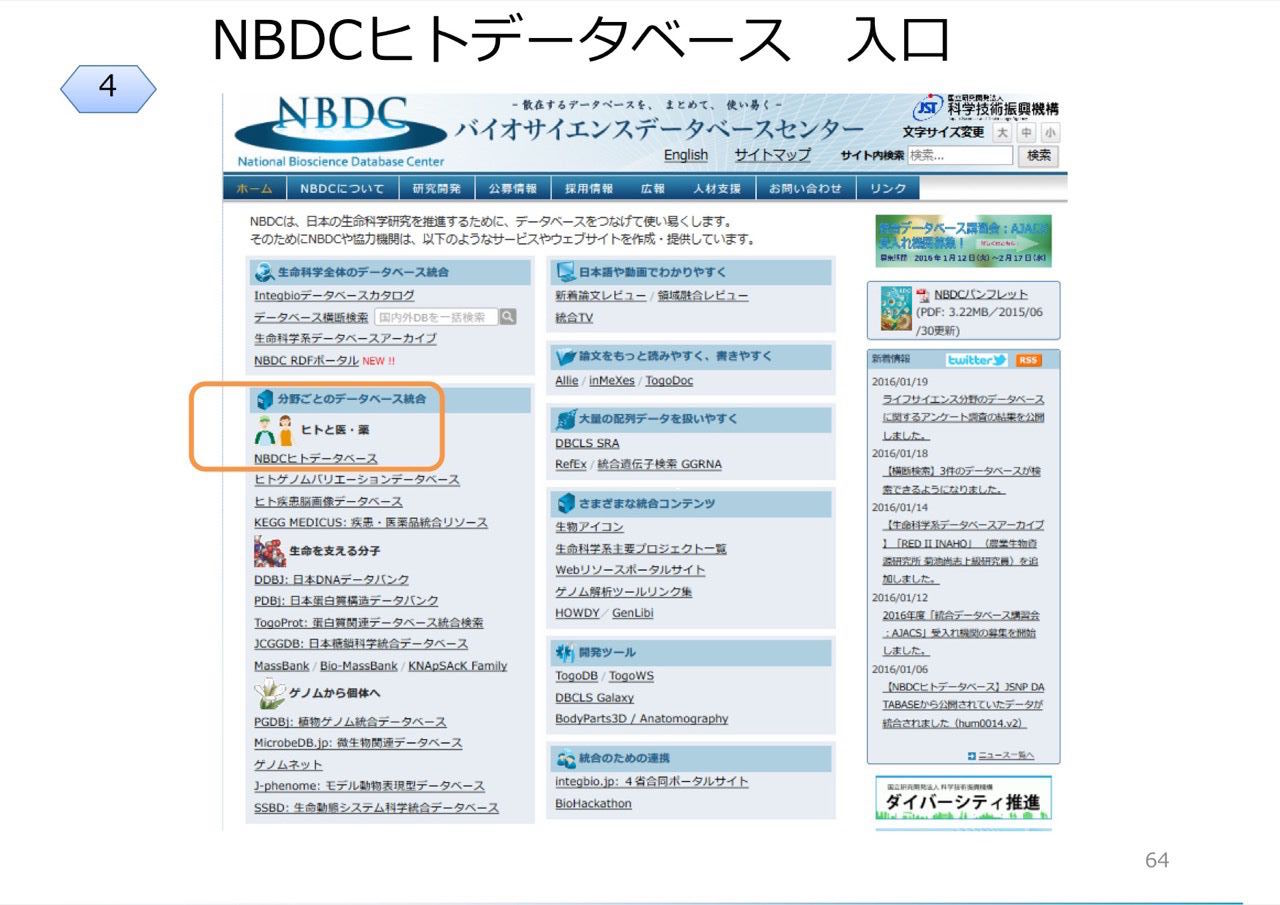 NBDCヒトデータベース　入口
4
NBDC
National Bioscience Database Center
－散在するデータベースを、まとめて、使い易く－
バイオサイエンスデータベースセンター
English　サイトマップ
JST
国立研究開発法人
科学技術振興機構
文字サイズ変更 大 中 小
サイト内検索 検索... 検索
ホーム NBDCについて 研究開発 公募情報 採用情報 広報 人材支援 お問い合わせ リンク
NBDCは、日本の生命科学研究を推進するために、データベースをつなげて使い易くします。
そのためにNBDCや協力機関は、以下のようなサービスやウェブサイトを作成・提供しています。
生命科学全体のデータベース統合
Integbioデータベースカタログ
データベース横断検索 国内外DBを一括検索
生命科学系データベースアーカイブ
NBDC RDFポータル NEW !!
分野ごとのデータベース統合
ヒトと医・薬
NBDCヒトデータベース
ヒトゲノムバリエーションデータベース
ヒト疾患脳画像データベース
KEGG MEDICUS: 疾患・医薬品統合リソース
生命を支える分子
DDBJ: 日本DNAデータバンク
PDBj: 日本蛋白質構造データバンク
TogoProt: 蛋白質関連データベース統合検索
JCGGDB: 日本糖鎖科学統合データベース
MassBank / Bio-MassBank / KNApSAcK Family
ゲノムから個体へ
PGDBj: 植物ゲノム統合データベース
MicrobeDB.jp: 微生物関連データベース
ゲノムネット
J-phenome: モデル動物表現型データベース
SSBD: 生命動態システム科学統合データベース
日本語や動画でわかりやすく
新着論文レビュー / 領域融合レビュー
統合TV
論文をもっと読みやすく、書きやすく
Allie / inMeXes / TogoDoc
大量の配列データを扱いやすく
DBCLS SRA
RefEx / 統合遺伝子検索 GGRNA
さまざまな統合コンテンツ
生物アイコン
生命科学系主要プロジェクト一覧
Webリソースポータルサイト
ゲノム解析ツールリンク集
HOWDY / GenLibi
開発ツール
TogoDB / TogoWS
DBCLS Galaxy
BodyParts3D / Anatomography
統合のための連携
integbio.jp: ４省合同ポータルサイト
BioHackathon
統合データベース講習会：AJACS
受入れ機関募集！
募集期間 2016年1月12日(火)～2月17日(水)
NBDCパンフレット
(PDF: 3.22MB／2015/06
/30更新)
新着情報 twitter RSS
2016/01/19
ライフサイエンス分野のデータベース
に関するアンケート調査の結果を公開
しました。
2016/01/18
【横断検索】3件のデータベースが検
索できるようになりました。
2016/01/14
【生命科学系データベースアーカイブ
】「RED II INAHO」（農業生物資
源研究所 菊池尚志上級研究員）を追
加しました。
2016/01/12
2016年度「統合データベース講習会
：AJACS」受入れ機関の募集を開始
しました。
2016/01/06
【NBDCヒトデータベース】JSNP DA
TABASEから公開されていたデータが
統合されました（hum0014.v2）
ニュース一覧へ
国立研究開発法人 科学技術振興機構
ダイバーシティ推進
64